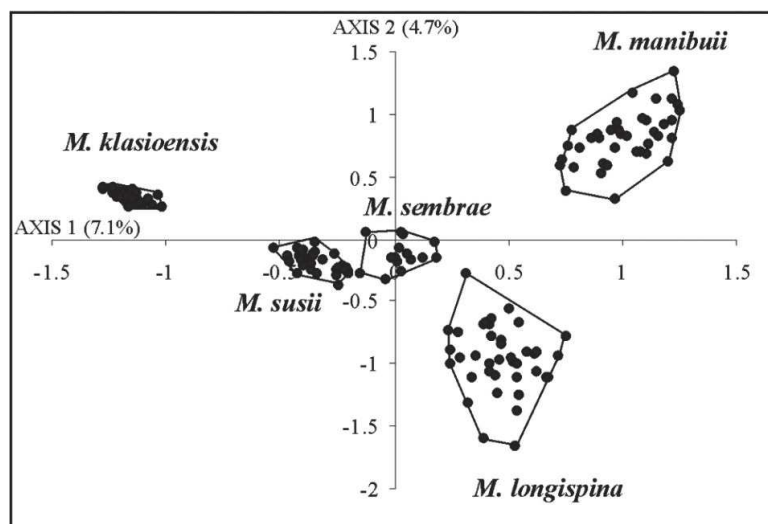 AXIS 2 (4.7%)
M. manibuii
1.5
1
M. klasioensis
0.5
M. sembrae
AXIS 1 (7.1%)
0
-1.5
-1
-0.5
0
0.5
1
1.5
M. susii
-0.5
-1
-1.5
-2
M. longispina